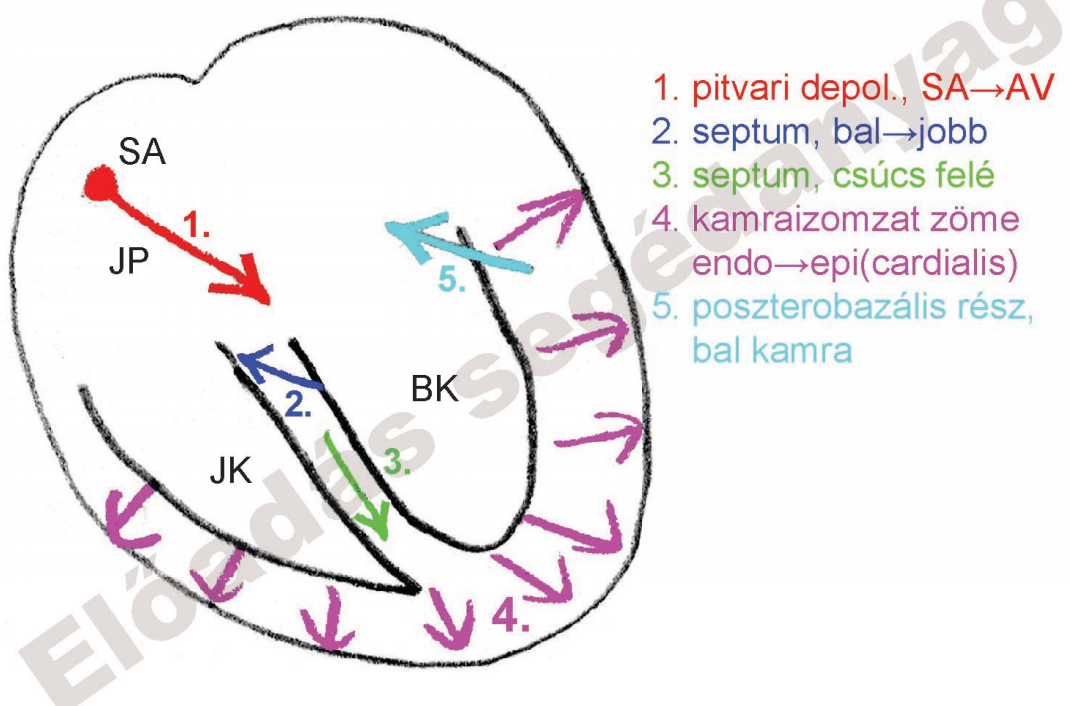 SA
1.
JP
2.
3.
BK
JK
4.
5.
1. pitvari depol., SA→AV
2. septum, bal→jobb
3. septum, csúcs felé
4. kamraizomzat zöme
endo→epi(cardialis)
5. poszterobazális rész,
bal kamra
Előadás segédanyag